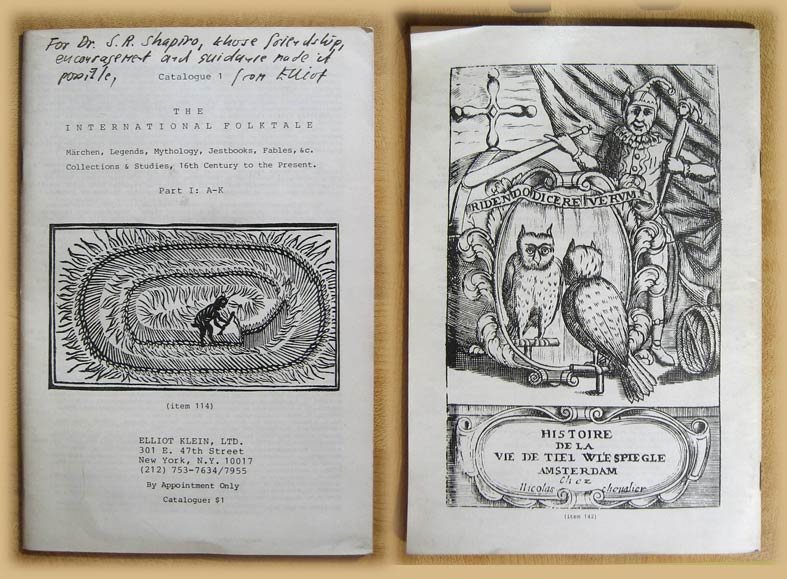 For Dr. S. R. Shapiro, whose friendship,
encouragement and guidance made it
possible, from Elliot
Catalogue 1
THE
INTERNATIONAL FOLKTALE
Märchen, Legends, Mythology, Jestbooks, Fables, &c.
Collections & Studies, 16th Century to the Present.
Part I: A-K
(item 114)
ELLIOT KLEIN, LTD.
301 E. 47th Street
New York, N.Y. 10017
(212) 753-7634/7955
By Appointment Only
Catalogue: $1
RIDENDO DICERE VERUM
HISTOIRE
DE LA
VIE DE TIEL WLESPIEGLE
AMSTERDAM
Chez
Nicolas chevalier
(item 142)